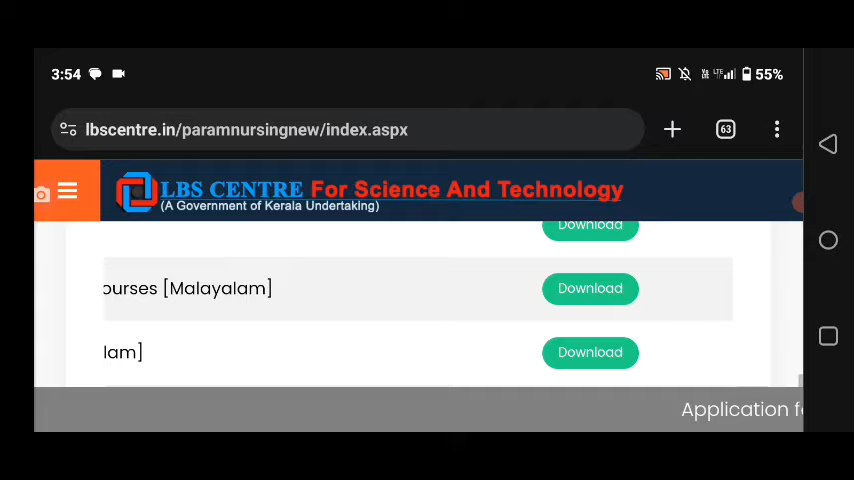 3:54 LTE 55%
lbscentre.in/paramnursingnew/index.aspx 63
LBS CENTRE For Science And Technology
(A Government of Kerala Undertaking)
Download
ourses [Malayalam] Download
lam] Download
Application f